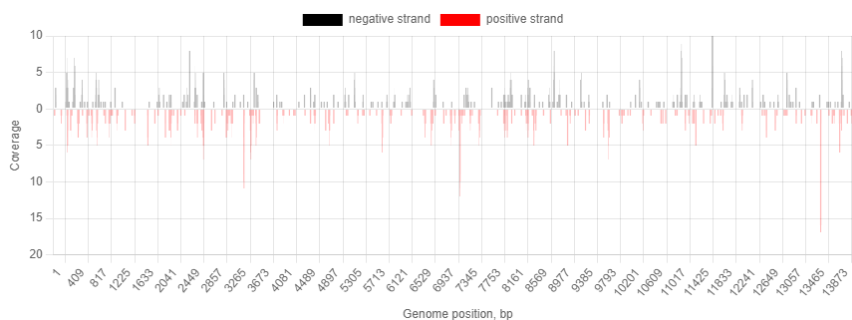 negative strand positive strand
10
5
0
5
10
15
20
Coverage
1 409 817 1225 1633 2041 2449 2857 3265 3673 4081 4489 4897 5305 5713 6121 6529 6937 7345 7753 8161 8569 8977 9385 9793 10201 10609 11017 11425 11833 12241 12649 13057 13465 13873
Genome position, bp